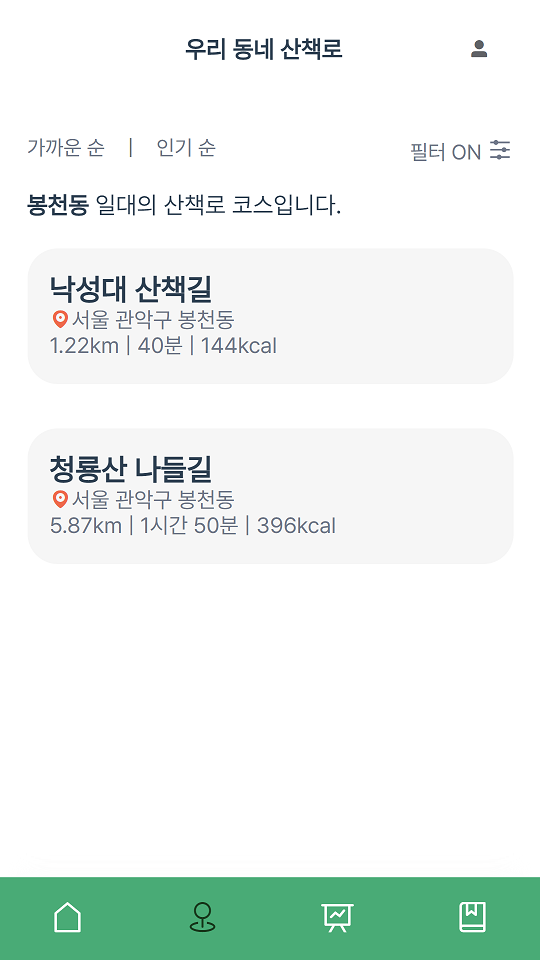 우리 동네 산책로
가까운 순 | 인기 순 필터 ON
봉천동 일대의 산책로 코스입니다.
낙성대 산책길
서울 관악구 봉천동
1.22km | 40분 | 144kcal
청룡산 나들길
서울 관악구 봉천동
5.87km | 1시간 50분 | 396kcal